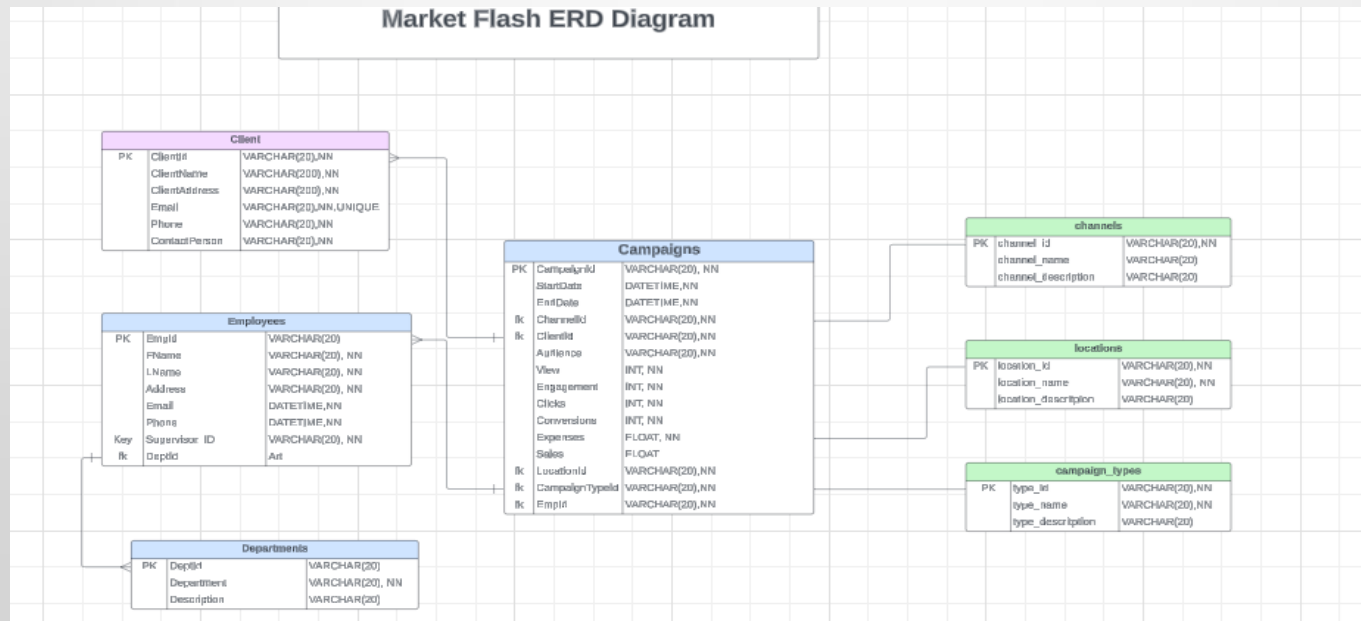 Market Flash ERD Diagram
Client
PK ClientId VARCHAR(20),NN
ClientName VARCHAR(200),NN
ClientAddress VARCHAR(200),NN
Email VARCHAR(20),NN,UNIQUE
Phone VARCHAR(20),NN
ContactPerson VARCHAR(20),NN
Employees
PK EmpId VARCHAR(20)
FName VARCHAR(20), NN
LName VARCHAR(20), NN
Address VARCHAR(20), NN
Email DATETIME,NN
Phone DATETIME,NN
Key Supervisor_ID VARCHAR(20), NN
fk DeptId Art
Departments
PK DeptId VARCHAR(20)
Department VARCHAR(20), NN
Description VARCHAR(20)
Campaigns
PK CampaignId VARCHAR(20), NN
StartDate DATETIME,NN
EndDate DATETIME,NN
fk ChannelId VARCHAR(20),NN
fk ClientId VARCHAR(20),NN
Audience VARCHAR(20),NN
View INT, NN
Engagement INT, NN
Clicks INT, NN
Conversions INT, NN
Expenses FLOAT, NN
Sales FLOAT
fk LocationId VARCHAR(20),NN
fk CampaignTypeId VARCHAR(20),NN
fk EmpId VARCHAR(20),NN
channels
PK channel_id VARCHAR(20),NN
channel_name VARCHAR(20)
channel_description VARCHAR(20)
locations
PK location_id VARCHAR(20),NN
location_name VARCHAR(20), NN
location_descritpion VARCHAR(20)
campaign_types
PK type_id VARCHAR(20),NN
type_name VARCHAR(20),NN
type_descritption VARCHAR(20)